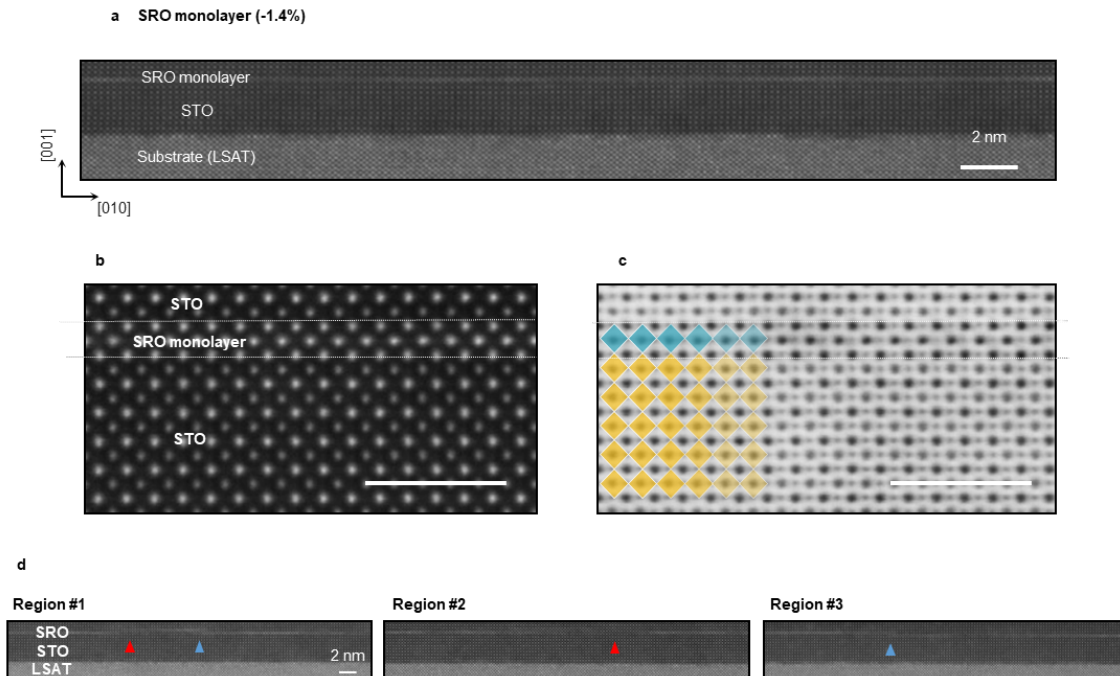 a SRO monolayer (-1.4%)
SRO monolayer
STO
2 nm
Substrate (LSAT)
[001]
[010]
b
c
STO
SRO monolayer
STO
d
Region #1
Region #2
Region #3
SRO
STO
2 nm
LSAT